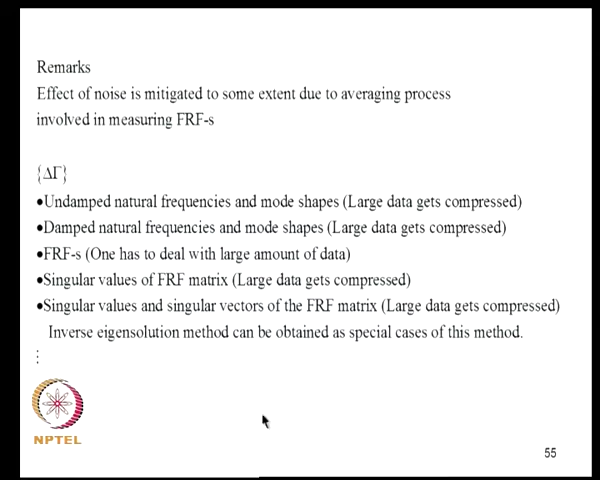 Remarks
Effect of noise is mitigated to some extent due to averaging process
involved in measuring FRF-s
{ΔΓ}
•Undamped natural frequencies and mode shapes (Large data gets compressed)
•Damped natural frequencies and mode shapes (Large data gets compressed)
•FRF-s (One has to deal with large amount of data)
•Singular values of FRF matrix (Large data gets compressed)
•Singular values and singular vectors of the FRF matrix (Large data gets compressed)
Inverse eigensolution method can be obtained as special cases of this method.
⋮
NPTEL
55